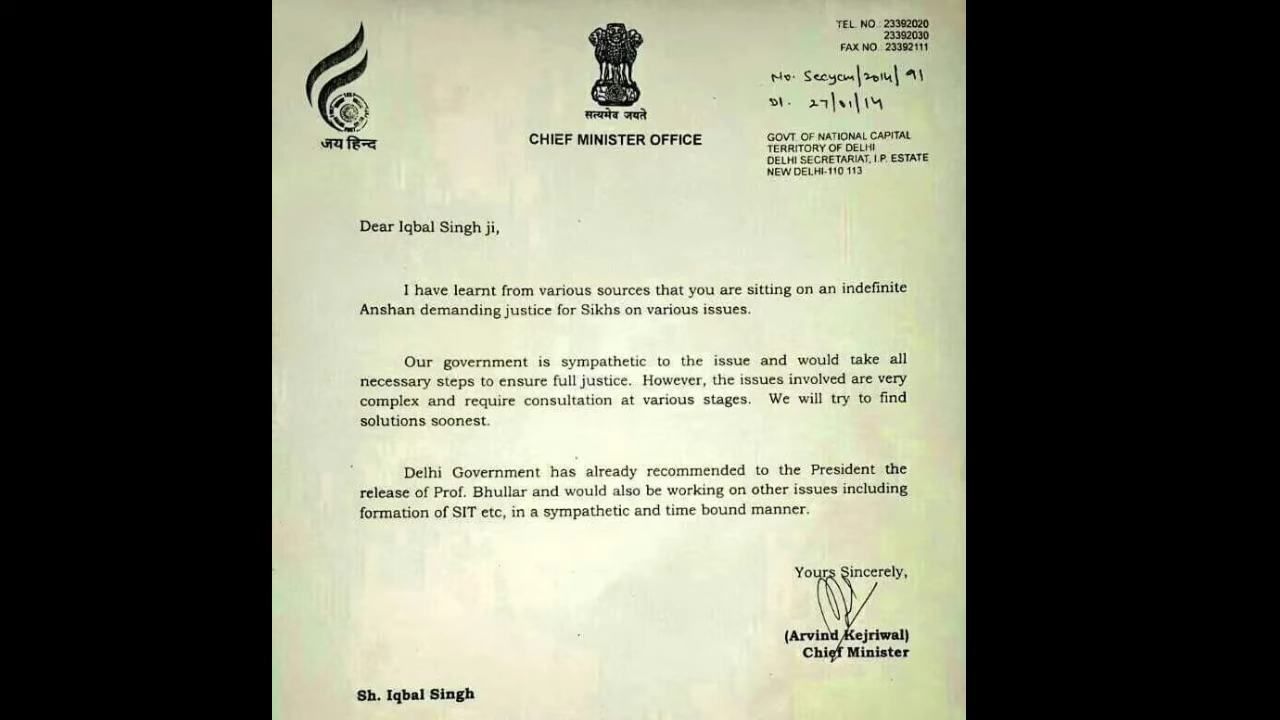 TEL. NO.: 23392020
23392030
FAX NO.: 23392111
No. Secycm/2014/91
Dt. 27/01/14
सत्यमेव जयते
जय हिन्द
CHIEF MINISTER OFFICE
GOVT. OF NATIONAL CAPITAL
TERRITORY OF DELHI
DELHI SECRETARIAT, I.P. ESTATE
NEW DELHI-110 113
Dear Iqbal Singh ji,
I have learnt from various sources that you are sitting on an indefinite
Anshan demanding justice for Sikhs on various issues.
Our government is sympathetic to the issue and would take all
necessary steps to ensure full justice. However, the issues involved are very
complex and require consultation at various stages. We will try to find
solutions soonest.
Delhi Government has already recommended to the President the
release of Prof. Bhullar and would also be working on other issues including
formation of SIT etc, in a sympathetic and time bound manner.
Yours Sincerely,
(Arvind Kejriwal)
Chief Minister
Sh. Iqbal Singh